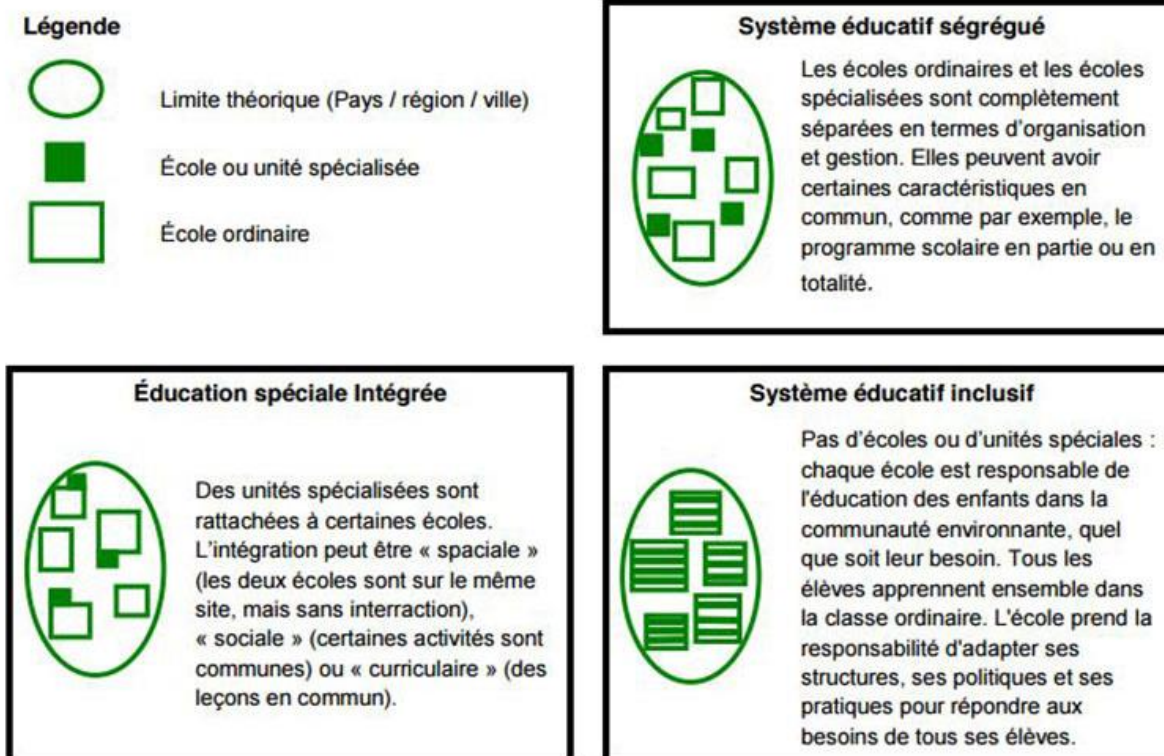 Légende
Limite théorique (Pays / région / ville)
École ou unité spécialisée
École ordinaire
Système éducatif ségrégué
Les écoles ordinaires et les écoles
spécialisées sont complètement
séparées en termes d'organisation
et gestion. Elles peuvent avoir
certaines caractéristiques en
commun, comme par exemple, le
programme scolaire en partie ou en
totalité.
Éducation spéciale Intégrée
Des unités spécialisées sont
rattachées à certaines écoles.
L'intégration peut être « spaciale »
(les deux écoles sont sur le même
site, mais sans interraction),
« sociale » (certaines activités sont
communes) ou « curriculaire » (des
leçons en commun).
Système éducatif inclusif
Pas d'écoles ou d'unités spéciales :
chaque école est responsable de
l'éducation des enfants dans la
communauté environnante, quel
que soit leur besoin. Tous les
élèves apprennent ensemble dans
la classe ordinaire. L'école prend la
responsabilité d'adapter ses
structures, ses politiques et ses
pratiques pour répondre aux
besoins de tous ses élèves.